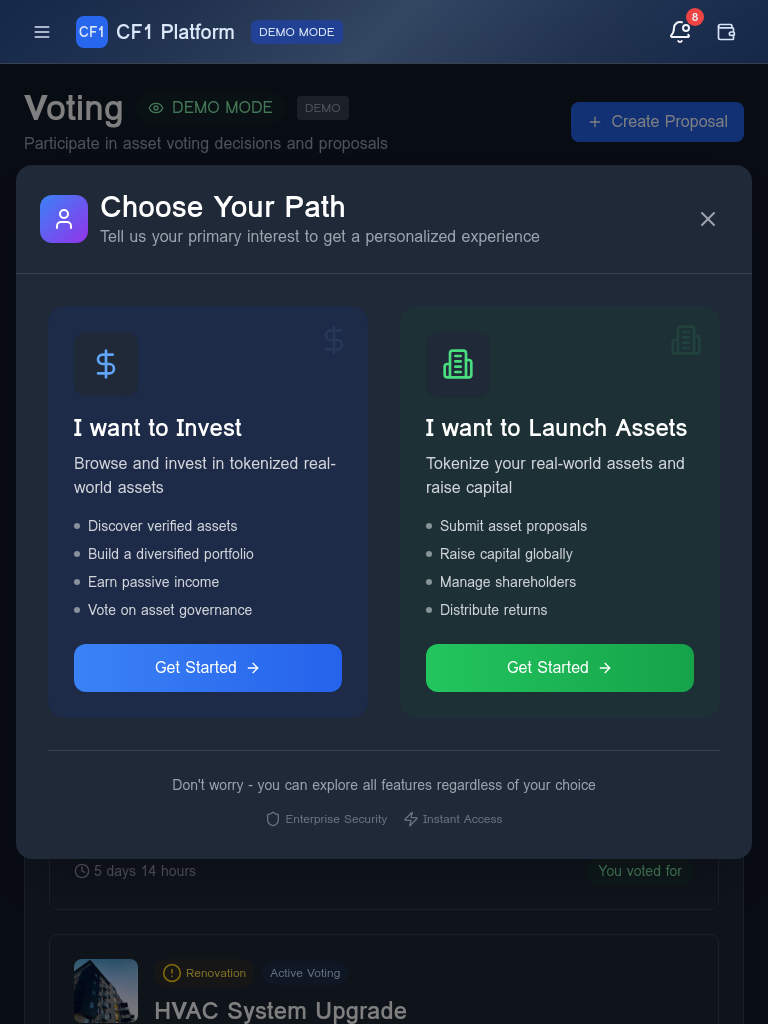 CF1 CF1 Platform DEMO MODE 8
Voting DEMO MODE DEMO
Create Proposal
Participate in asset voting decisions and proposals
Choose Your Path
Tell us your primary interest to get a personalized experience
I want to Invest
Browse and invest in tokenized real-
world assets
Discover verified assets
Build a diversified portfolio
Earn passive income
Vote on asset governance
Get Started
I want to Launch Assets
Tokenize your real-world assets and
raise capital
Submit asset proposals
Raise capital globally
Manage shareholders
Distribute returns
Get Started
Don't worry - you can explore all features regardless of your choice
Enterprise Security Instant Access
5 days 14 hours You voted for
Renovation Active Voting
HVAC System Upgrade